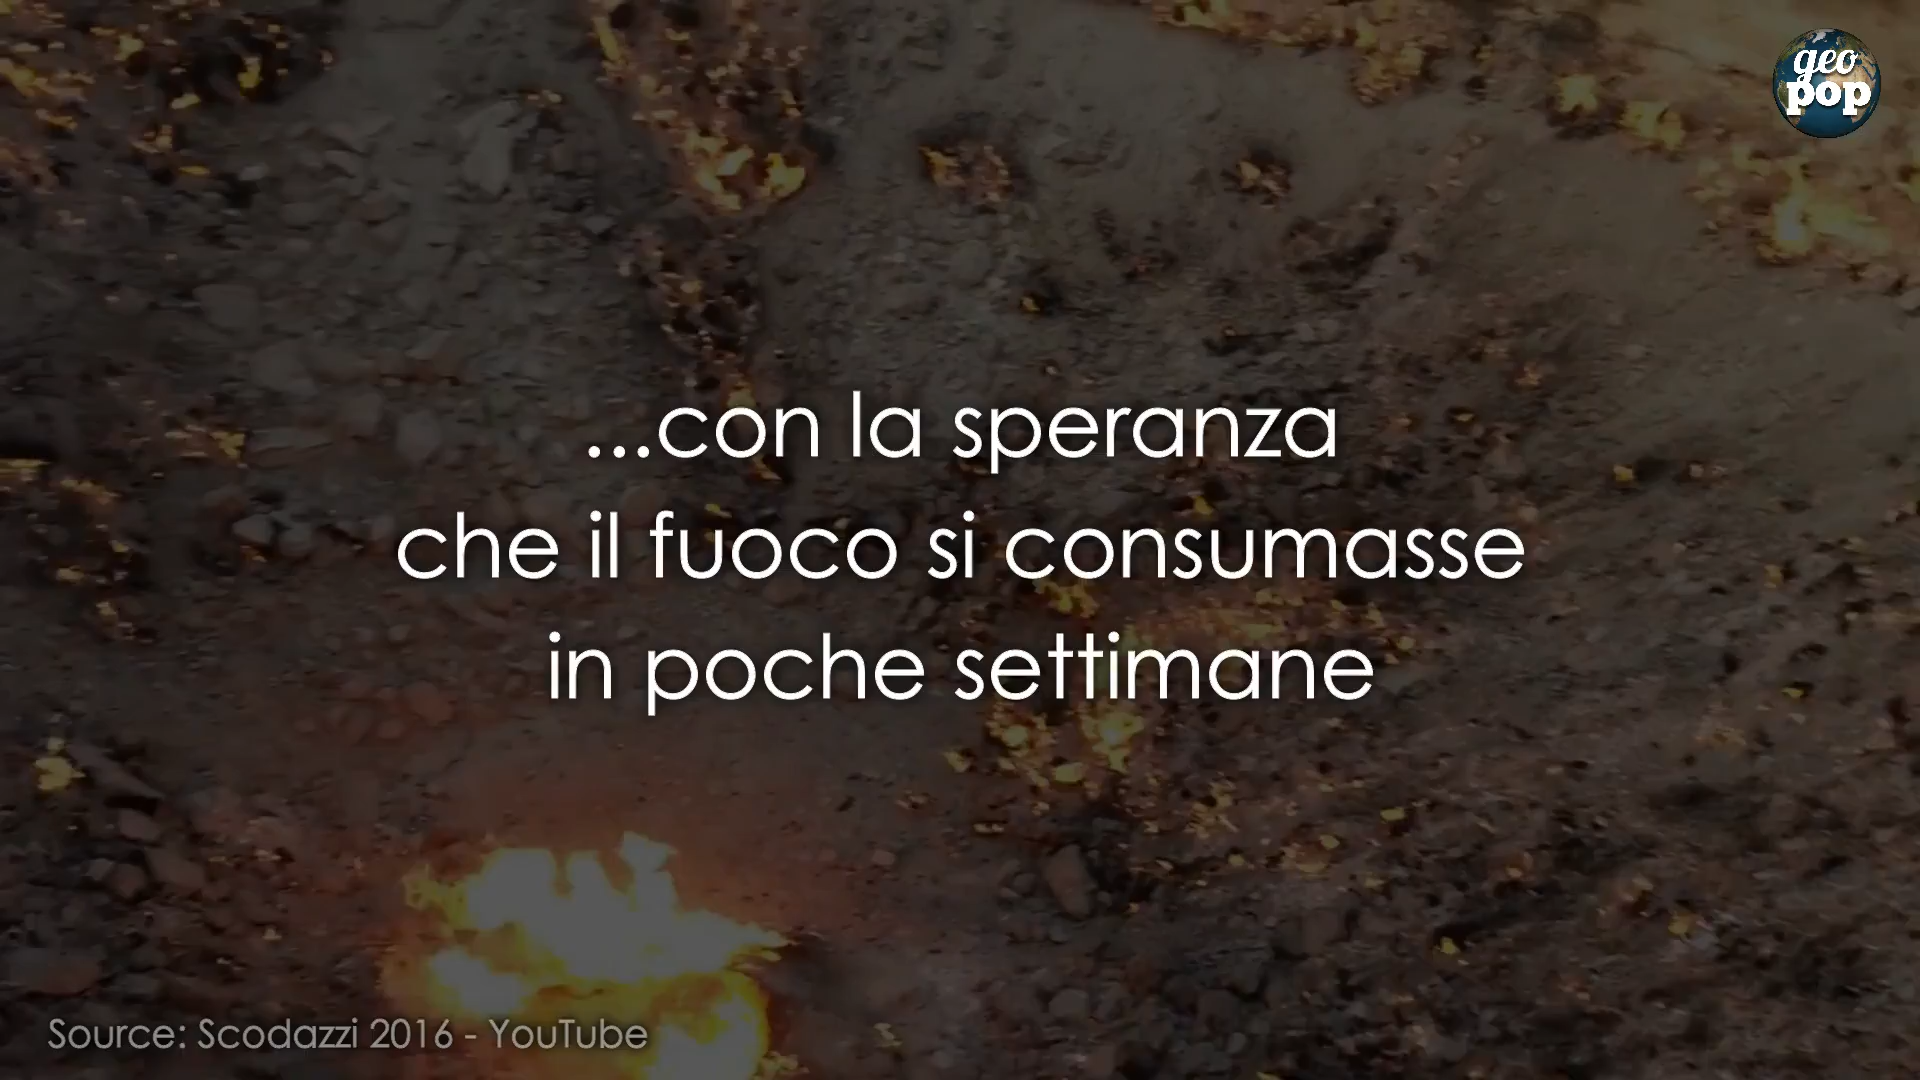 geo
pop
...con la speranza
che il fuoco si consumasse
in poche settimane
Source: Scodazzi 2016 - YouTube